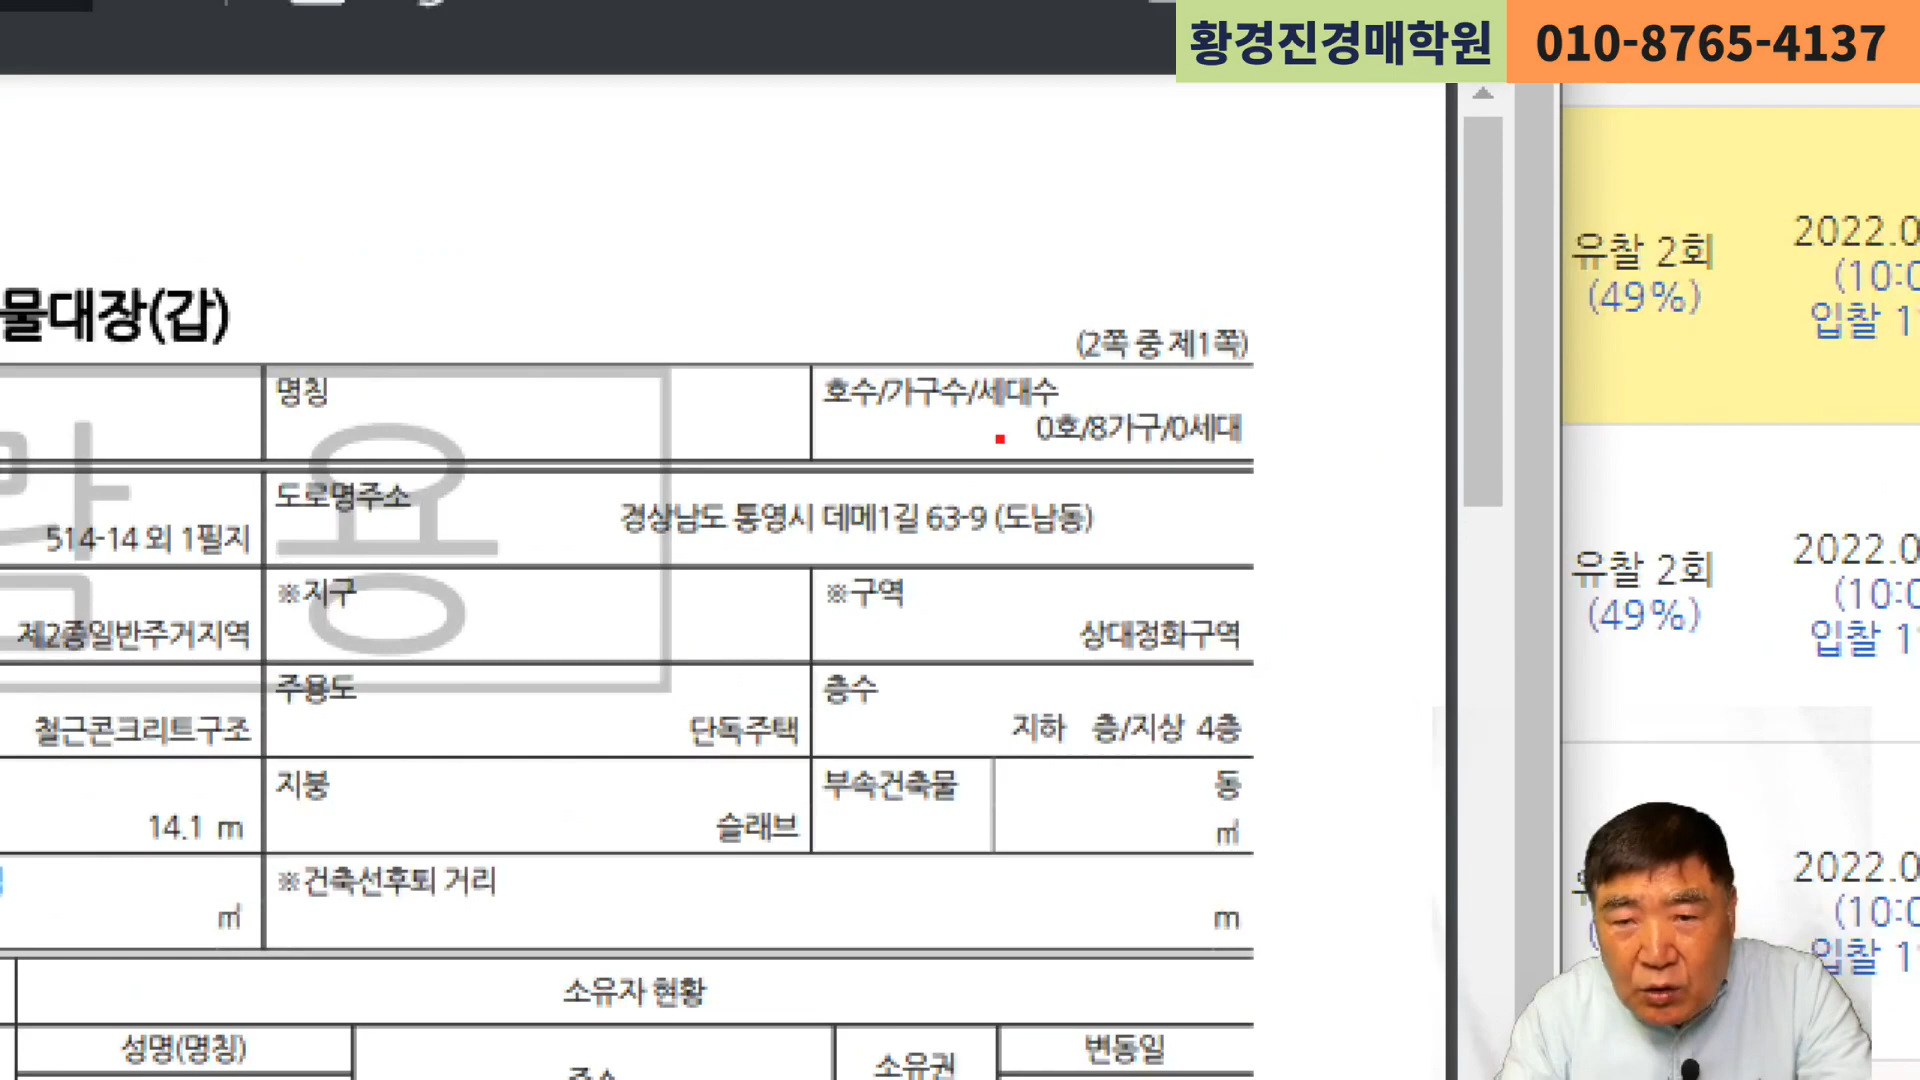 황경진경매학원
010-8765-4137
물대장(갑)
(2쪽 중 제1쪽)
명칭
호수/가구수/세대수
0호/8가구/0세대
514-14 외 1필지
도로명주소
경상남도 통영시 데메1길 63-9 (도남동)
제2종일반주거지역
※지구
※구역
상대정화구역
철근콘크리트구조
주용도
단독주택
층수
지하 층/지상 4층
14.1 m
지붕
슬래브
부속건축물
동
㎡
㎡
※건축선후퇴 거리
m
소유자 현황
성명(명칭)
주소
소유권
변동일
열람용
유찰 2회
(49%)
2022.0
(10:0
입찰 1
유찰 2회
(49%)
2022.0
(10:0
입찰 1
2022.0
(10:0
입찰 1